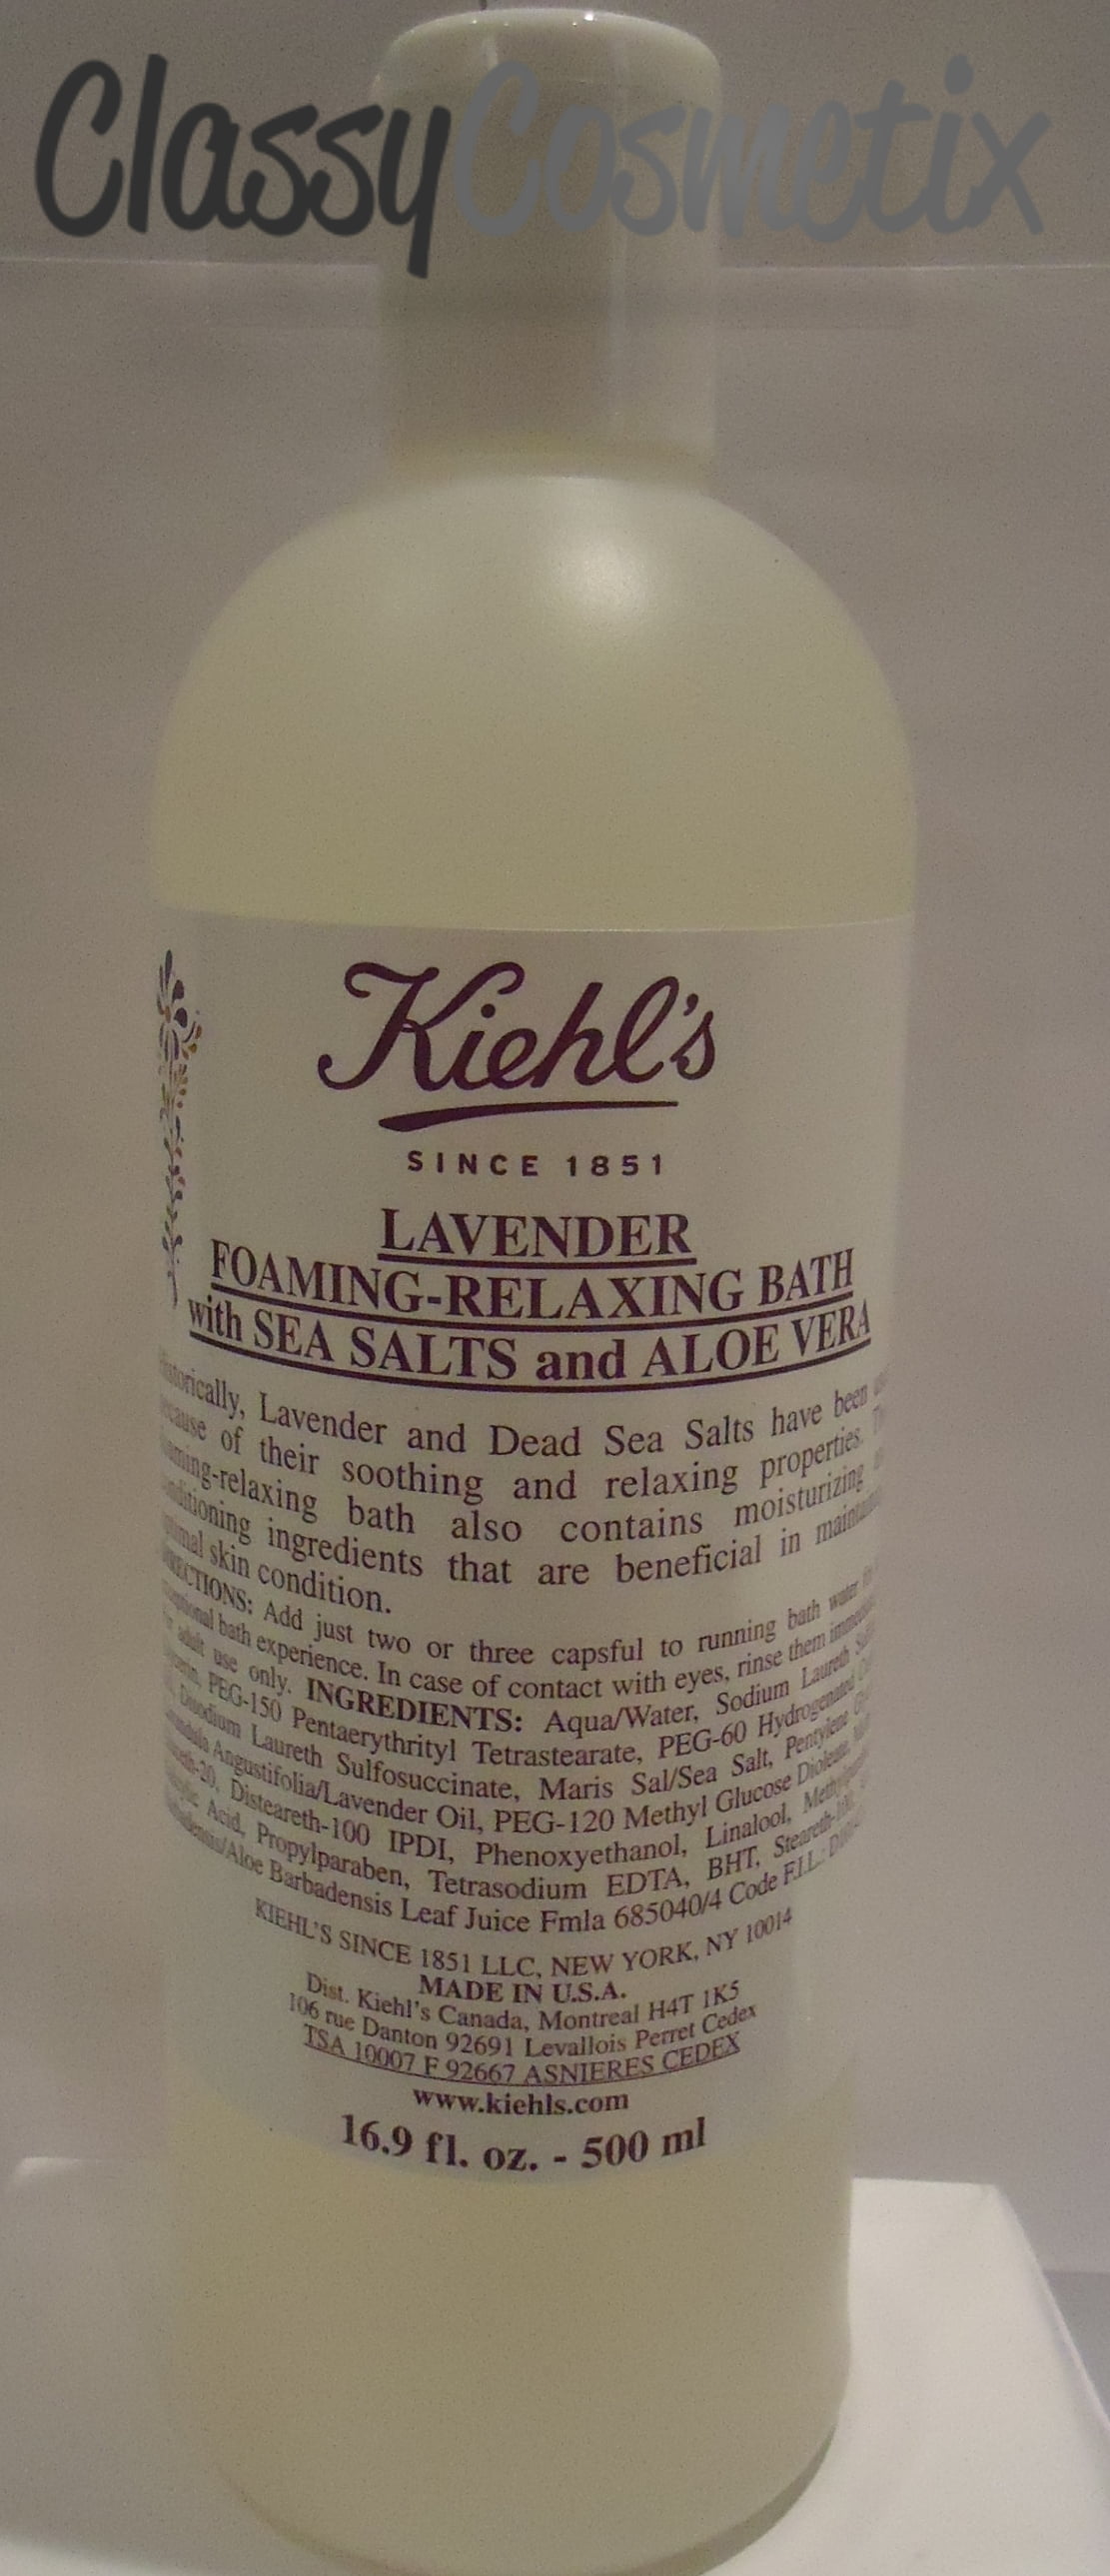 ClassyCosmetix
Kiehl's
SINCE 1851
LAVENDER
FOAMING-RELAXING BATH
with SEA SALTS and ALOE VERA
Lavender and Dead Sea Salts have been
of their soothing and relaxing properties.
bath also contains moisturizing
ingredients that are beneficial in
skin condition.
Add just two or three capsful to running bath water
bath experience. In case of contact with eyes, rinse them
adult use only. INGREDIENTS: Aqua/Water, Sodium Laureth
PEG-150 Pentaerythrityl Tetrastearate, PEG-60 Hydrogenated
Disodium Laureth Sulfosuccinate, Maris Sal/Sea Salt, Pentylene
Angustifolia/Lavender Oil, PEG-120 Methyl Glucose Dioleate,
Disteareth-100 IPDI, Phenoxyethanol, Linalool,
Acid, Propylparaben, Tetrasodium EDTA, BHT,
Barbadensis Leaf Juice Fmla 685040/4 Code F.I.L.:
KIEHL'S SINCE 1851 LLC, NEW YORK, NY 10014
MADE IN U.S.A.
Dist. Kiehl's Canada, Montreal H4T 1K5
106 rue Danton 92691 Levallois Perret Cedex
TSA 10007 F 92667 ASNIERES CEDEX
www.kiehls.com
16.9 fl. oz. - 500 ml